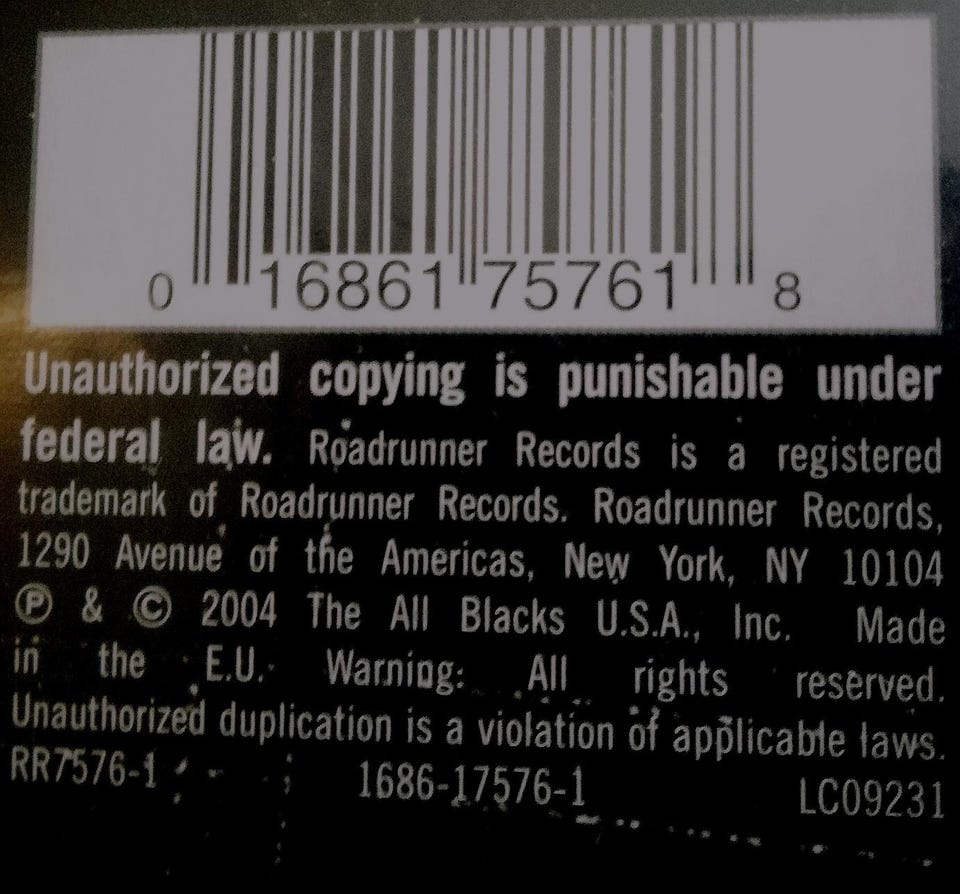 0 16861 75761 8
Unauthorized copying is punishable under
federal law. Roadrunner Records is a registered
trademark of Roadrunner Records. Roadrunner Records,
1290 Avenue of the Americas, New York, NY 10104
℗ & © 2004 The All Blacks U.S.A., Inc. Made
in the E.U. Warning: All rights reserved.
Unauthorized duplication is a violation of applicable laws.
RR7576-1 1686-17576-1 LC09231